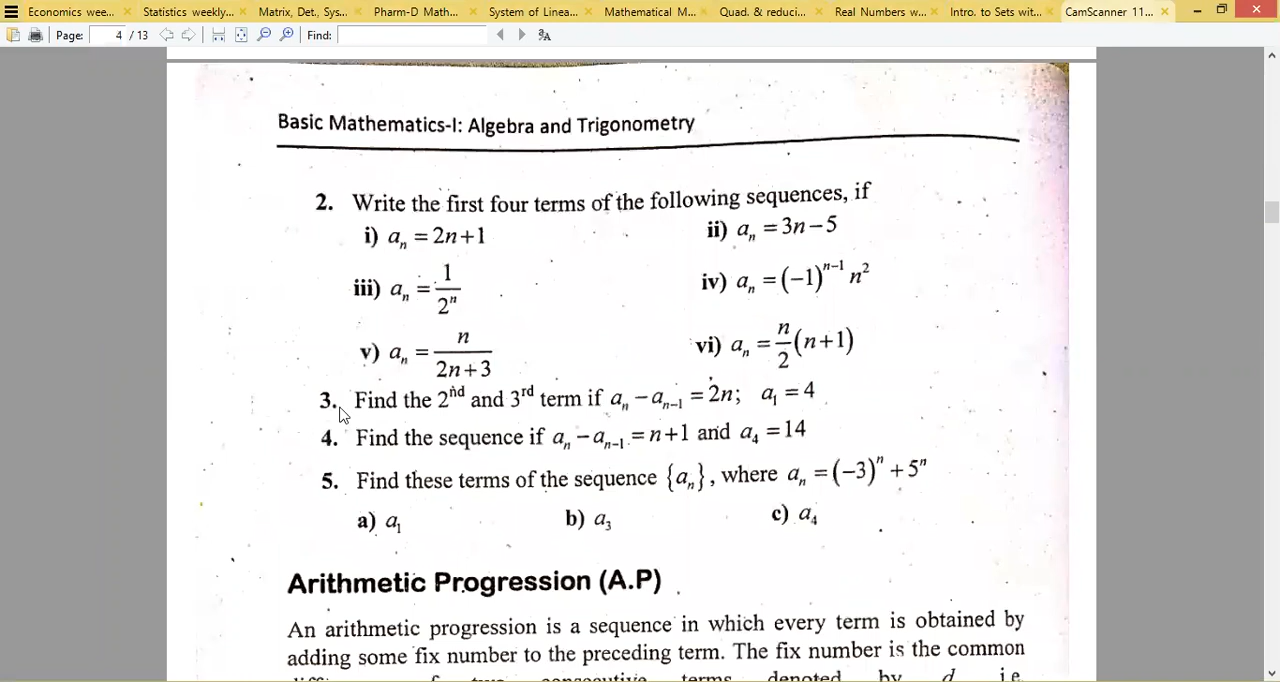 Economics wee... Statistics weekly... Matrix, Det., Sys... Pharm-D Math... System of Linea... Mathematical M... Quad. & reduci... Real Numbers w... Intro. to Sets wit... CamScanner 11...
Page: 4 / 13 Find:
Basic Mathematics-I: Algebra and Trigonometry
2. Write the first four terms of the following sequences, if
i) aₙ = 2n+1 ii) aₙ = 3n−5
iii) aₙ = 1/2ⁿ iv) aₙ = (−1)ⁿ⁻¹ n²
v) aₙ = n/(2n+3) vi) aₙ = n/2 (n+1)
3. Find the 2nd and 3rd term if aₙ − aₙ₋₁ = 2n; a₁ = 4
4. Find the sequence if aₙ − aₙ₋₁ = n+1 and a₄ = 14
5. Find these terms of the sequence {aₙ}, where aₙ = (−3)ⁿ + 5ⁿ
a) a₁ b) a₃ c) a₄
Arithmetic Progression (A.P)
An arithmetic progression is a sequence in which every term is obtained by
adding some fix number to the preceding term. The fix number is the common
terms denoted by d i.e.